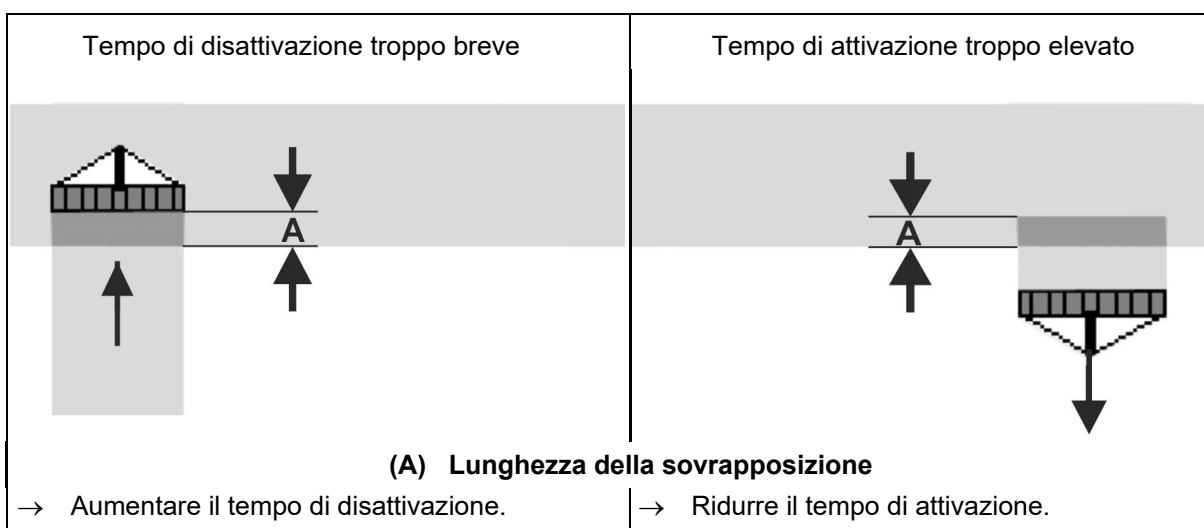 Tempo di disattivazione troppo breve
Tempo di attivazione troppo elevato
A
A
(A) Lunghezza della sovrapposizione
→ Aumentare il tempo di disattivazione.
→ Ridurre il tempo di attivazione.